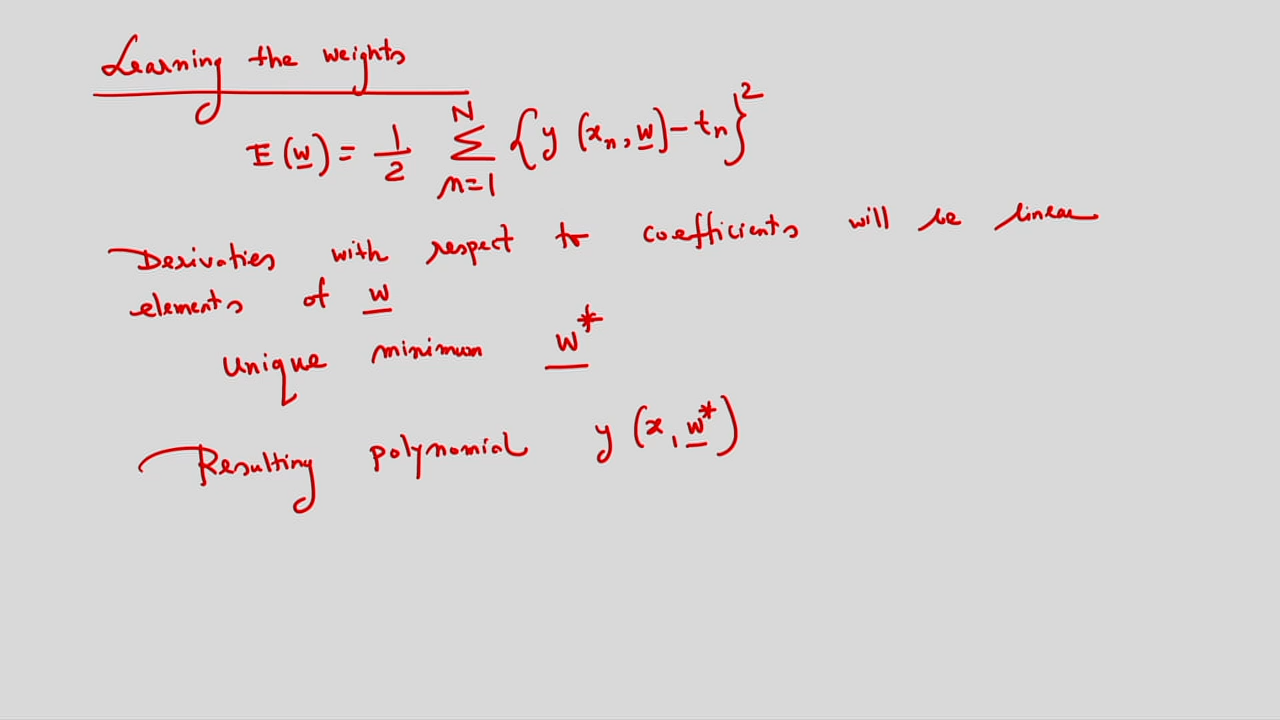 Learning the weights
E(w) = 1/2 Σ_{n=1}^{N} {y(x_n, w) - t_n}^2
Derivaties with respect to coefficients will be linear
elements of w
Unique minimum w*
Resulting polynomial y(x, w*)